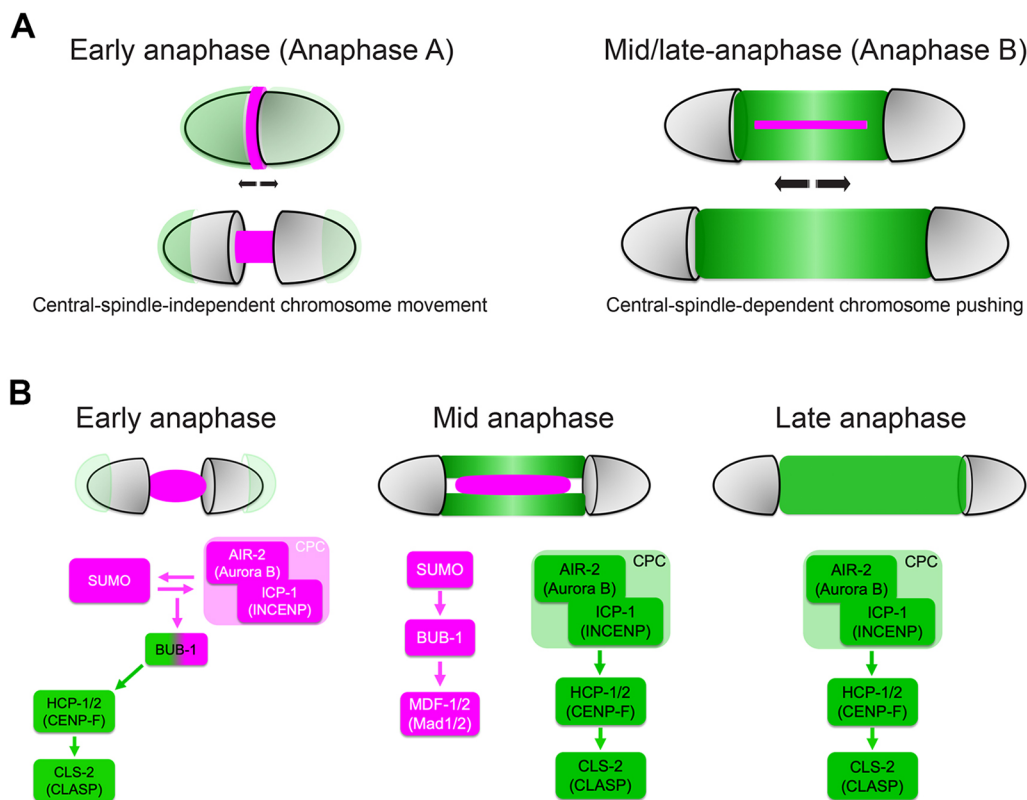 A
Early anaphase (Anaphase A)
Mid/late-anaphase (Anaphase B)
Central-spindle-independent chromosome movement
Central-spindle-dependent chromosome pushing
B
Early anaphase
Mid anaphase
Late anaphase
SUMO
CPC
AIR-2
(Aurora B)
ICP-1
(INCENP)
BUB-1
HCP-1/2
(CENP-F)
CLS-2
(CLASP)
SUMO
BUB-1
MDF-1/2
(Mad1/2)
CPC
AIR-2
(Aurora B)
ICP-1
(INCENP)
HCP-1/2
(CENP-F)
CLS-2
(CLASP)
CPC
AIR-2
(Aurora B)
ICP-1
(INCENP)
HCP-1/2
(CENP-F)
CLS-2
(CLASP)